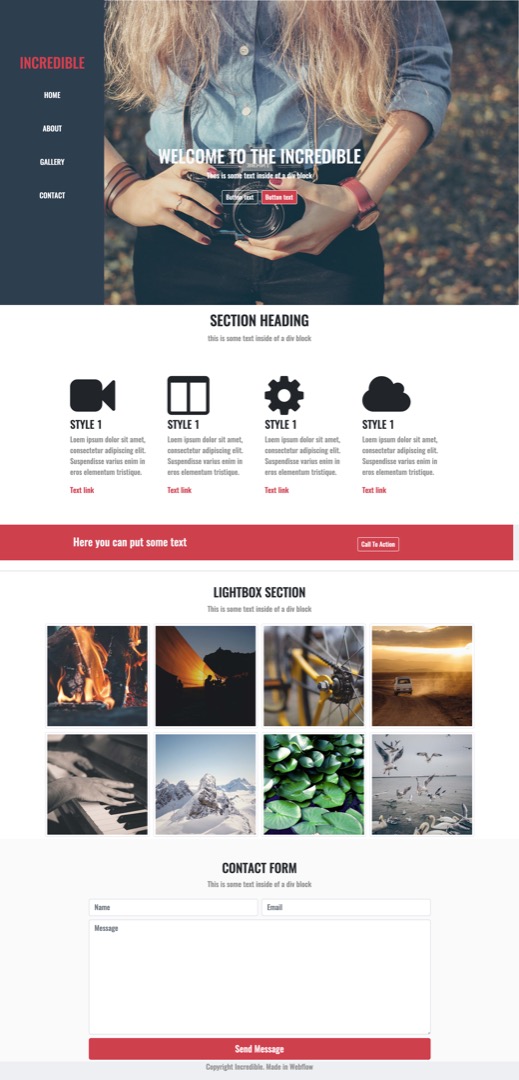 INCREDIBLE
HOME
ABOUT
GALLERY
CONTACT
WELCOME TO THE INCREDIBLE
This is some text inside of a div block
Button text
Button text
SECTION HEADING
this is some text inside of a div block
STYLE 1
Lorem ipsum dolor sit amet,
consectetur adipiscing elit.
Suspendisse varius enim in
eros elementum tristique.
Text link
STYLE 1
Lorem ipsum dolor sit amet,
consectetur adipiscing elit.
Suspendisse varius enim in
eros elementum tristique.
Text link
STYLE 1
Lorem ipsum dolor sit amet,
consectetur adipiscing elit.
Suspendisse varius enim in
eros elementum tristique.
Text link
STYLE 1
Lorem ipsum dolor sit amet,
consectetur adipiscing elit.
Suspendisse varius enim in
eros elementum tristique.
Text link
Here you can put some text
Call To Action
LIGHTBOX SECTION
This is some text inside of a div block
CONTACT FORM
This is some text inside of a div block
Name
Email
Message
Send Message
Copyright Incredible. Made in Webflow